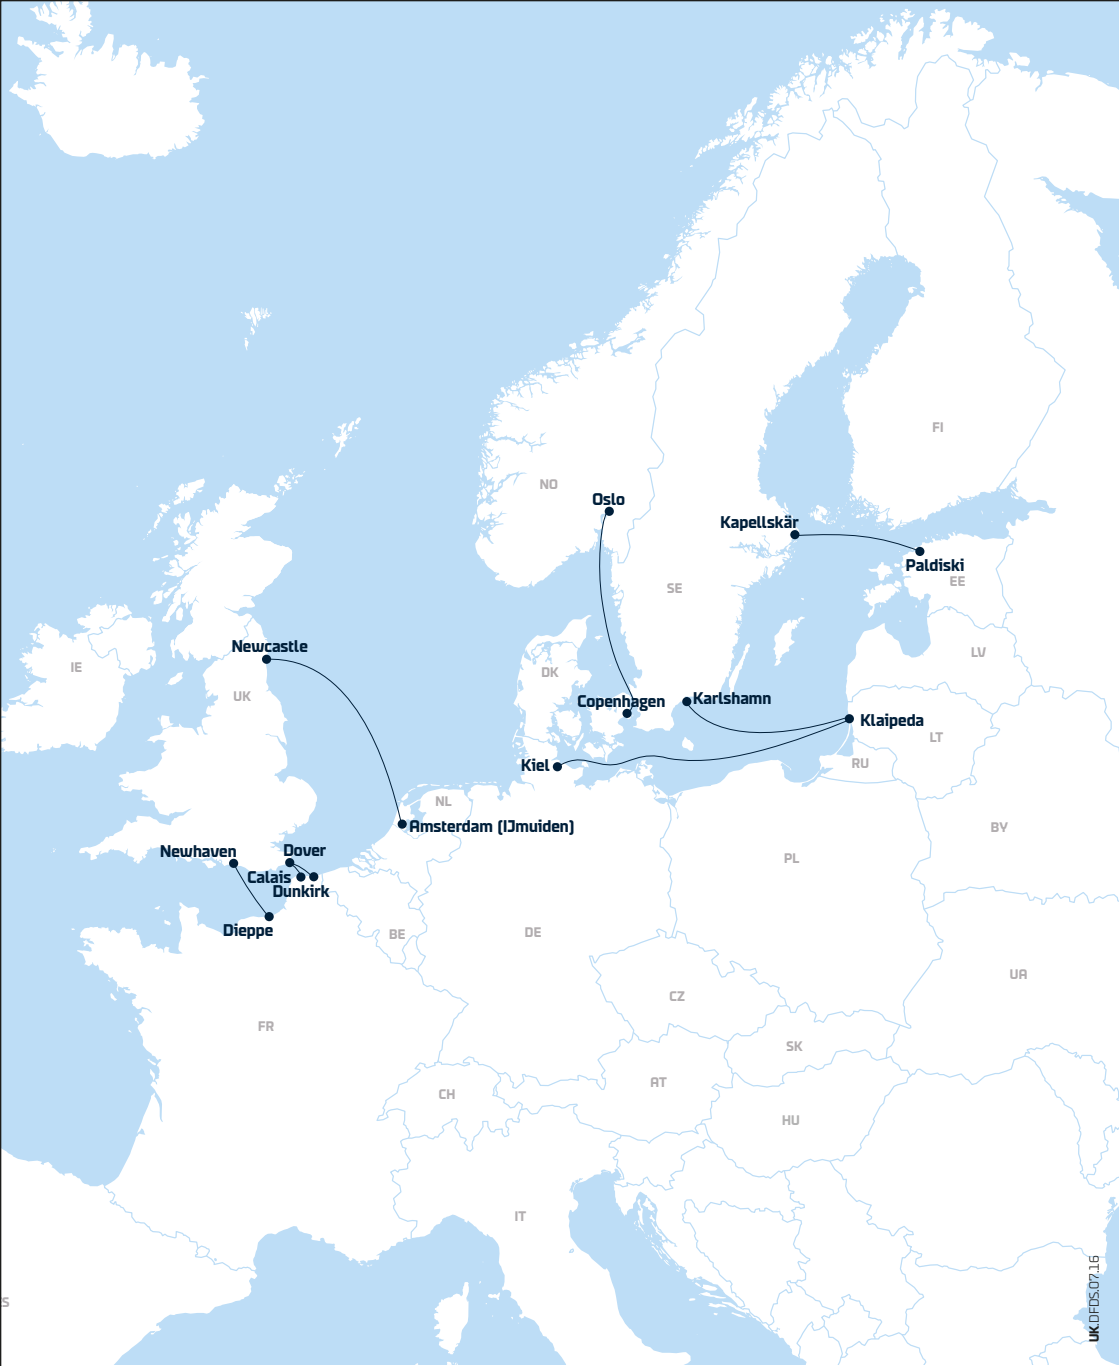 FI
NO
Oslo
Kapellskär
Paldiski
EE
SE
Newcastle
LV
IE
DK
UK
Copenhagen
Karlshamn
Klaipeda
LT
Kiel
RU
NL
Amsterdam (IJmuiden)
BY
Newhaven
Dover
PL
Calais
Dunkirk
Dieppe
BE
DE
UA
CZ
FR
SK
AT
CH
HU
IT
UK.DFDS.07.16